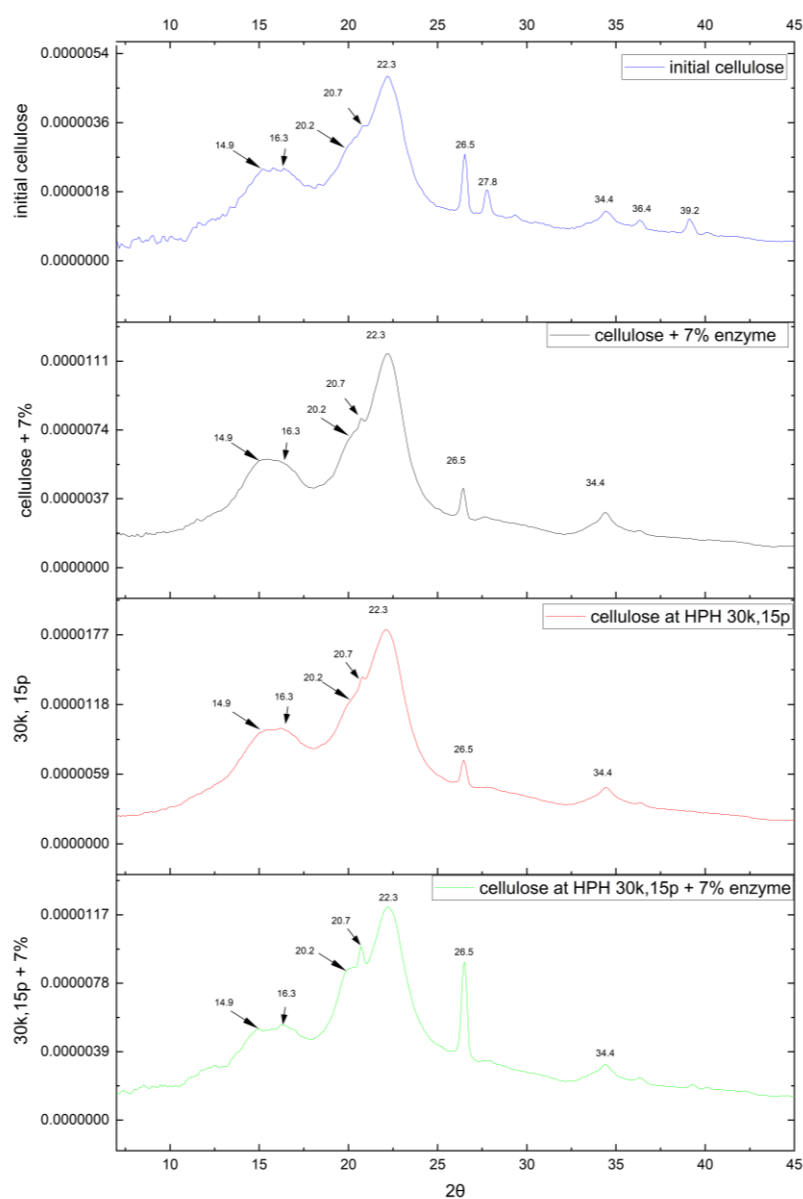 10 15 20 25 30 35 40 45
initial cellulose
0.0000054
0.0000036
0.0000018
0.0000000
initial cellulose
14.9 16.3 20.2 20.7 22.3 26.5 27.8 34.4 36.4 39.2
cellulose + 7% enzyme
0.0000111
0.0000074
0.0000037
0.0000000
cellulose + 7%
14.9 16.3 20.2 20.7 22.3 26.5 34.4
cellulose at HPH 30k,15p
0.0000177
0.0000118
0.0000059
0.0000000
30k, 15p
14.9 16.3 20.2 20.7 22.3 26.5 34.4
cellulose at HPH 30k,15p + 7% enzyme
0.0000117
0.0000078
0.0000039
0.0000000
30k,15p + 7%
14.9 16.3 20.2 20.7 22.3 26.5 34.4
10 15 20 25 30 35 40 45
2θ